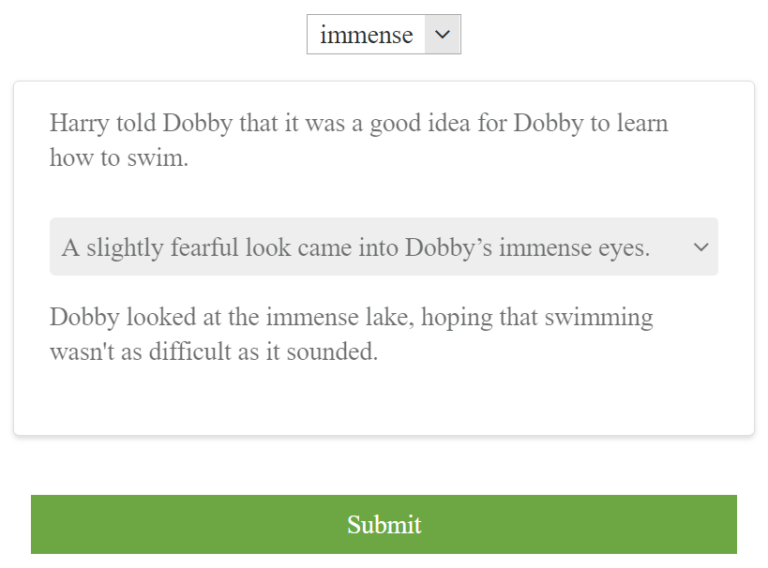 immense
Harry told Dobby that it was a good idea for Dobby to learn
how to swim.
A slightly fearful look came into Dobby’s immense eyes.
Dobby looked at the immense lake, hoping that swimming
wasn't as difficult as it sounded.
Submit